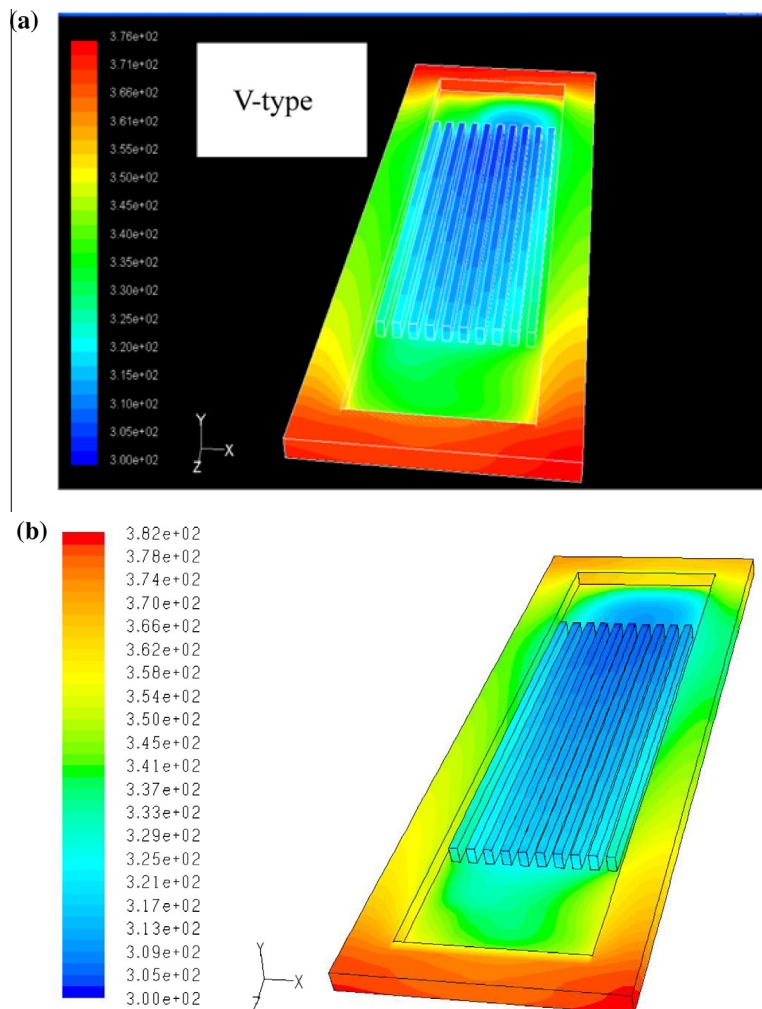 (a)
3.76e+02
3.71e+02
3.66e+02
3.61e+02
3.55e+02
3.50e+02
3.45e+02
3.40e+02
3.35e+02
3.30e+02
3.25e+02
3.20e+02
3.15e+02
3.10e+02
3.05e+02
3.00e+02
V-type
Y
X
Z
(b)
3.82e+02
3.78e+02
3.74e+02
3.70e+02
3.66e+02
3.62e+02
3.58e+02
3.54e+02
3.50e+02
3.45e+02
3.41e+02
3.37e+02
3.33e+02
3.29e+02
3.25e+02
3.21e+02
3.17e+02
3.13e+02
3.09e+02
3.05e+02
3.00e+02
Y
X
Z